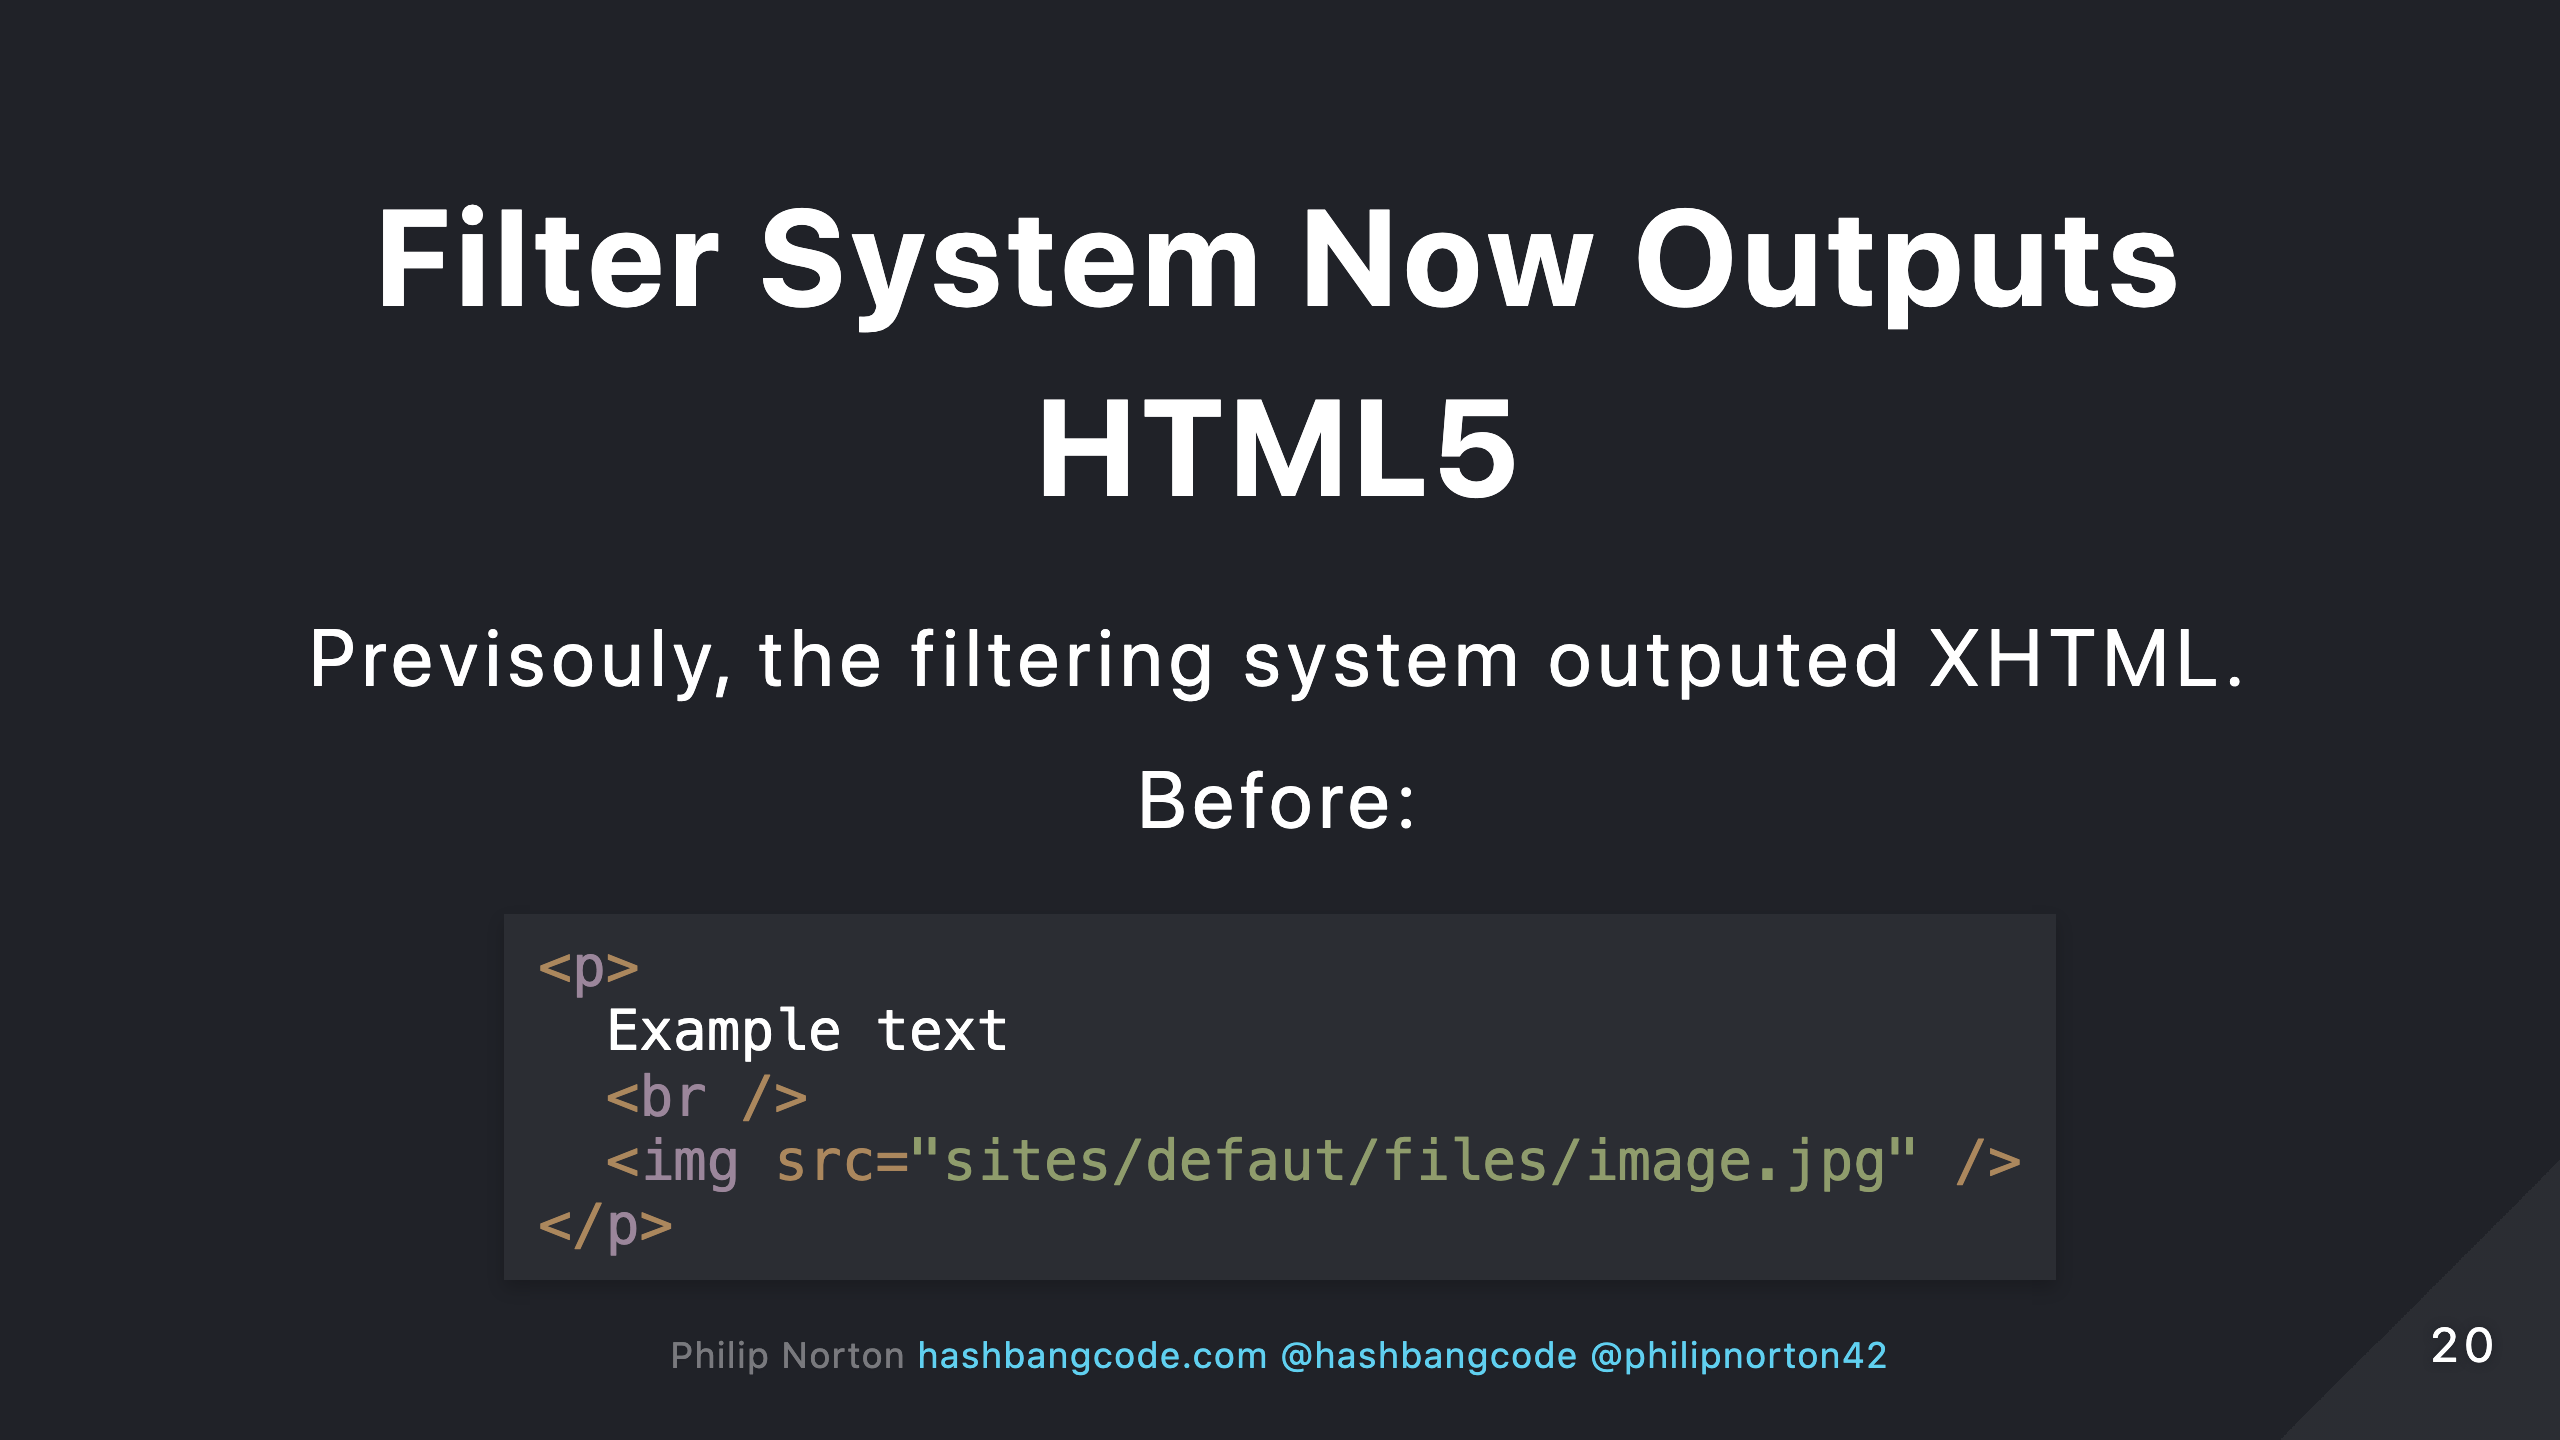 Filter System Now Outputs
HTML5
Previsouly, the filtering system outputed XHTML.
Before:
<p>
  Example text
  <br />
  <img src="sites/defaut/files/image.jpg" />
</p>
Philip Norton hashbangcode.com @hashbangcode @philipnorton42
20